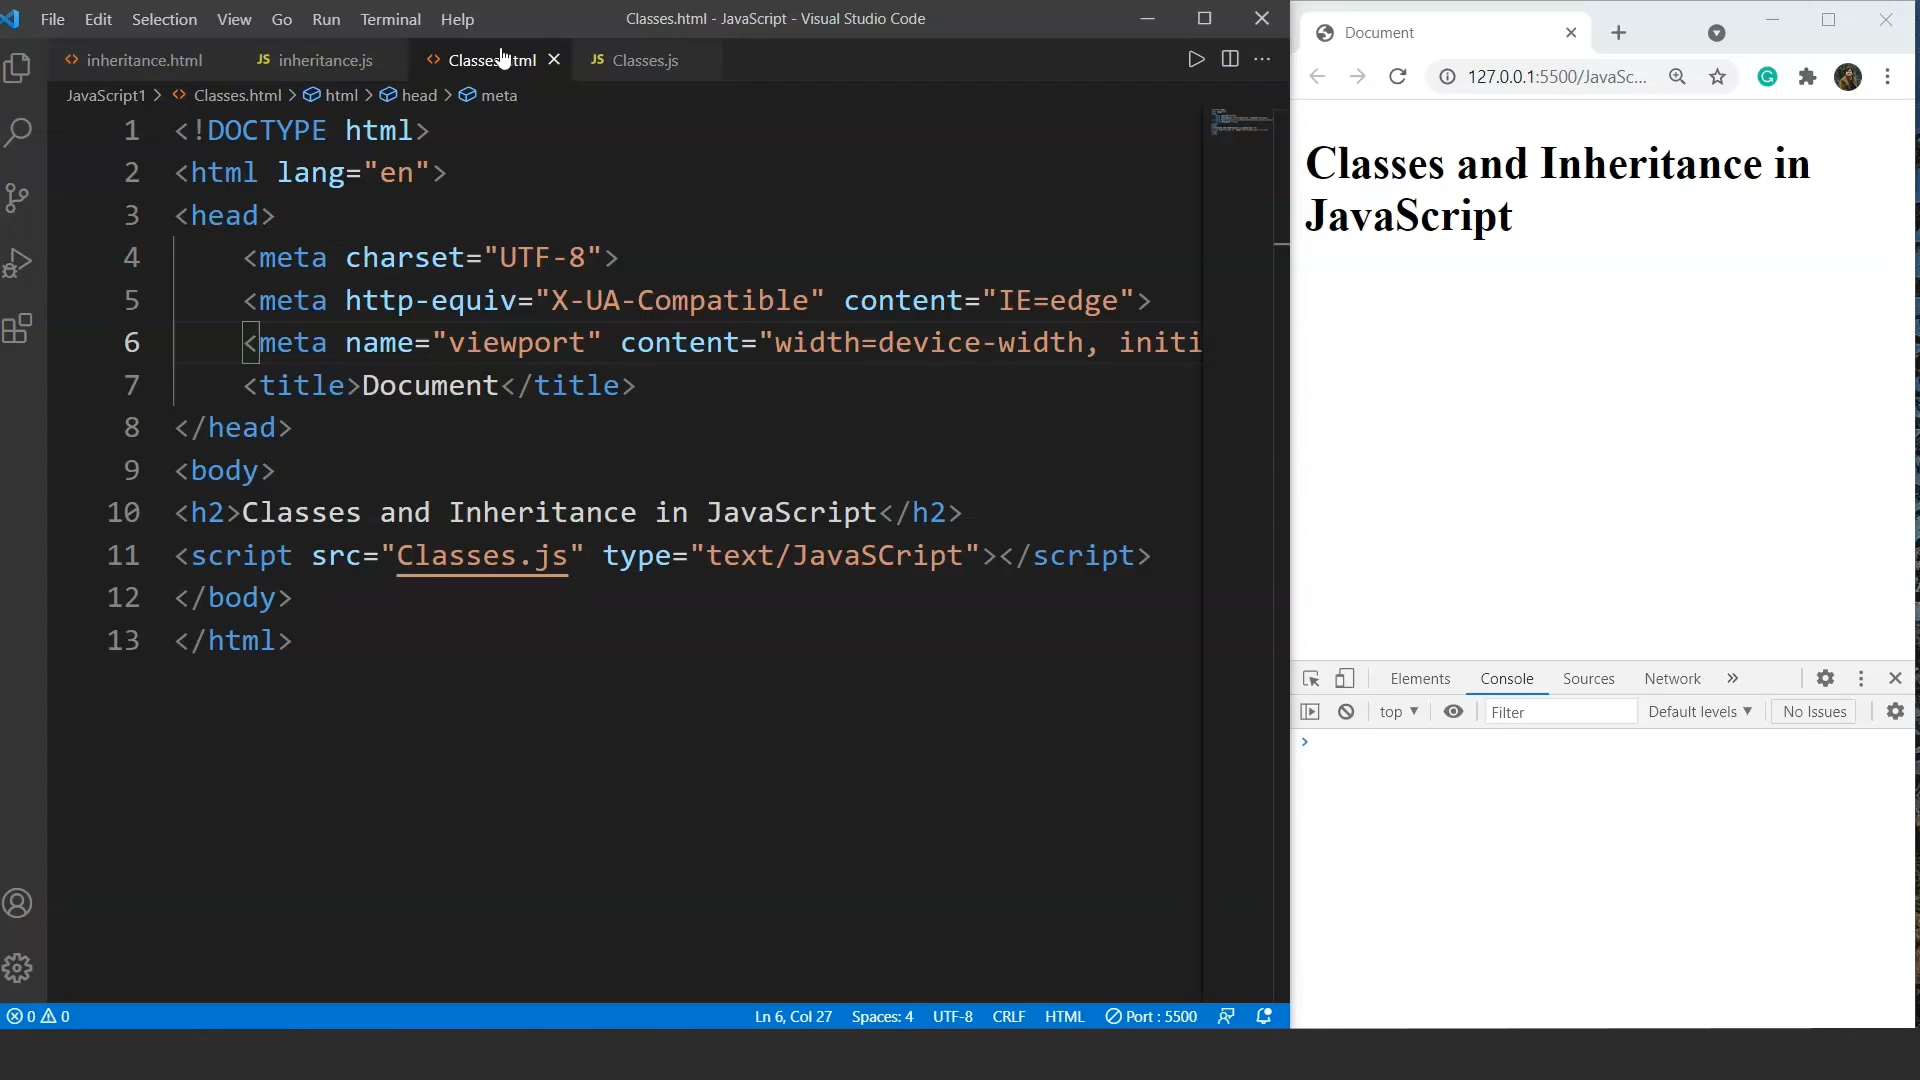 File Edit Selection View Go Run Terminal Help
Classes.html - JavaScript - Visual Studio Code
inheritance.html
JS inheritance.js
JS Classes.js
JavaScript1 > Classes.html > html > head > meta
1 <!DOCTYPE html>
2 <html lang="en">
3 <head>
4 <meta charset="UTF-8">
5 <meta http-equiv="X-UA-Compatible" content="IE=edge">
6 <meta name="viewport" content="width=device-width, initi
7 <title>Document</title>
8 </head>
9 <body>
10 <h2>Classes and Inheritance in JavaScript</h2>
11 <script src="Classes.js" type="text/JavaSCript"></script>
12 </body>
13 </html>
0 0
Ln 6, Col 27 Spaces: 4 UTF-8 CRLF HTML Port : 5500
Document
127.0.0.1:5500/JavaSc...
Classes and Inheritance in
JavaScript
Elements Console Sources Network »
top Filter Default levels No Issues